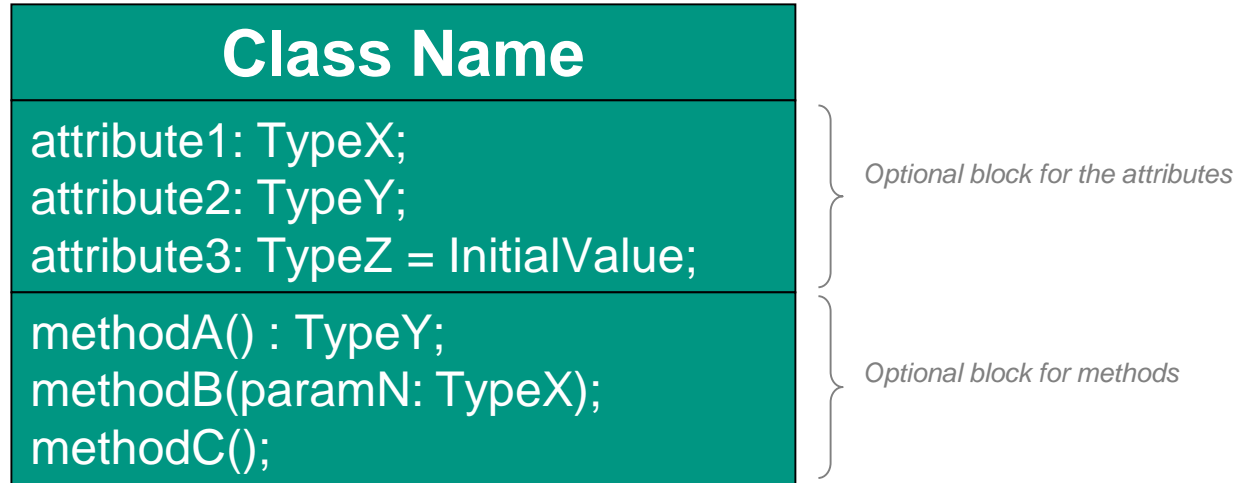 Class Name
attribute1: TypeX;
attribute2: TypeY;
attribute3: TypeZ = InitialValue;
Optional block for the attributes
methodA() : TypeY;
methodB(paramN: TypeX);
methodC();
Optional block for methods